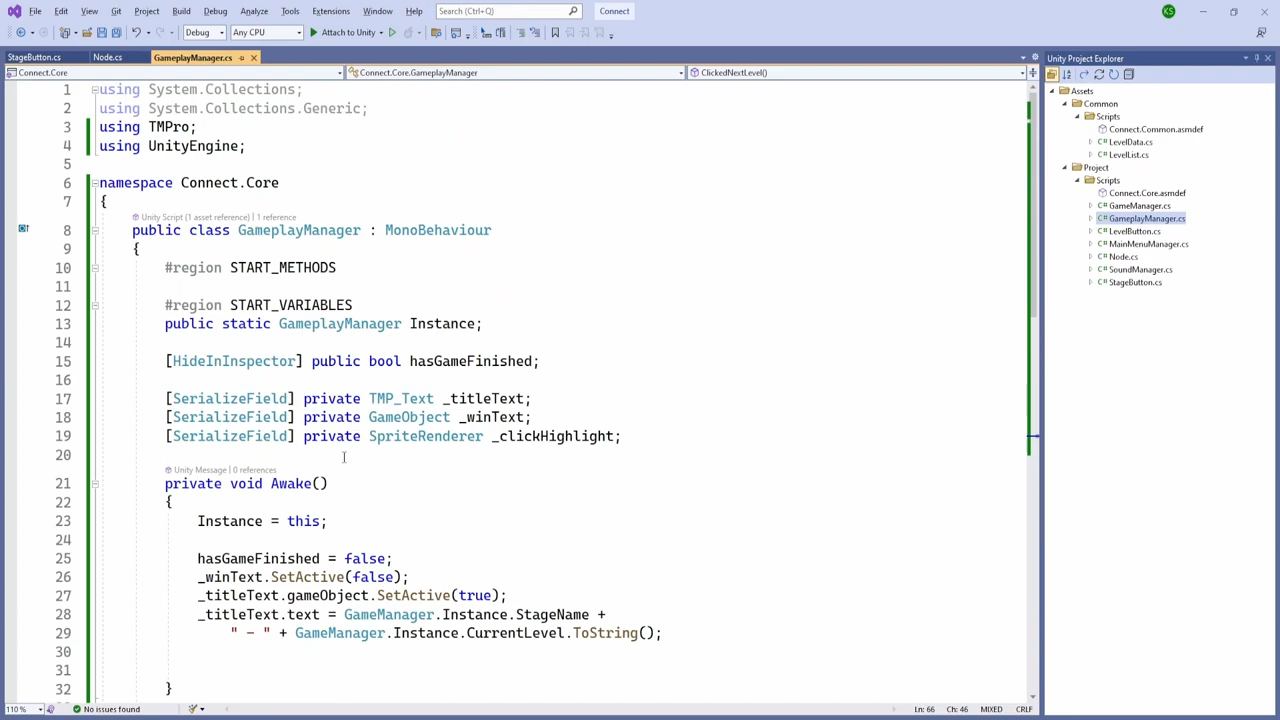 File Edit View Git Project Build Debug Analyze Tools Extensions Window Help Search (Ctrl+Q) Connect KS
Debug Any CPU Attach to Unity
StageButton.cs Node.cs GameplayManager.cs
Connect.Core Connect.Core.GameplayManager ClickedNextLevel()
1 using System.Collections;
2 using System.Collections.Generic;
3 using TMPro;
4 using UnityEngine;
5
6 namespace Connect.Core
7 {
Unity Script (1 asset reference) | 1 reference
8 public class GameplayManager : MonoBehaviour
9 {
10 #region START_METHODS
11
12 #region START_VARIABLES
13 public static GameplayManager Instance;
14
15 [HideInInspector] public bool hasGameFinished;
16
17 [SerializeField] private TMP_Text _titleText;
18 [SerializeField] private GameObject _winText;
19 [SerializeField] private SpriteRenderer _clickHighlight;
20
Unity Message | 0 references
21 private void Awake()
22 {
23 Instance = this;
24
25 hasGameFinished = false;
26 _winText.SetActive(false);
27 _titleText.gameObject.SetActive(true);
28 _titleText.text = GameManager.Instance.StageName +
29 " - " + GameManager.Instance.CurrentLevel.ToString();
30
31
32 }
110 % No issues found Ln: 66 Ch: 46 MIXED CRLF
Unity Project Explorer
Assets
Common
Scripts
Connect.Common.asmdef
C# LevelData.cs
C# LevelList.cs
Project
Scripts
Connect.Core.asmdef
C# GameManager.cs
C# GameplayManager.cs
C# LevelButton.cs
C# MainMenuManager.cs
C# Node.cs
C# SoundManager.cs
C# StageButton.cs